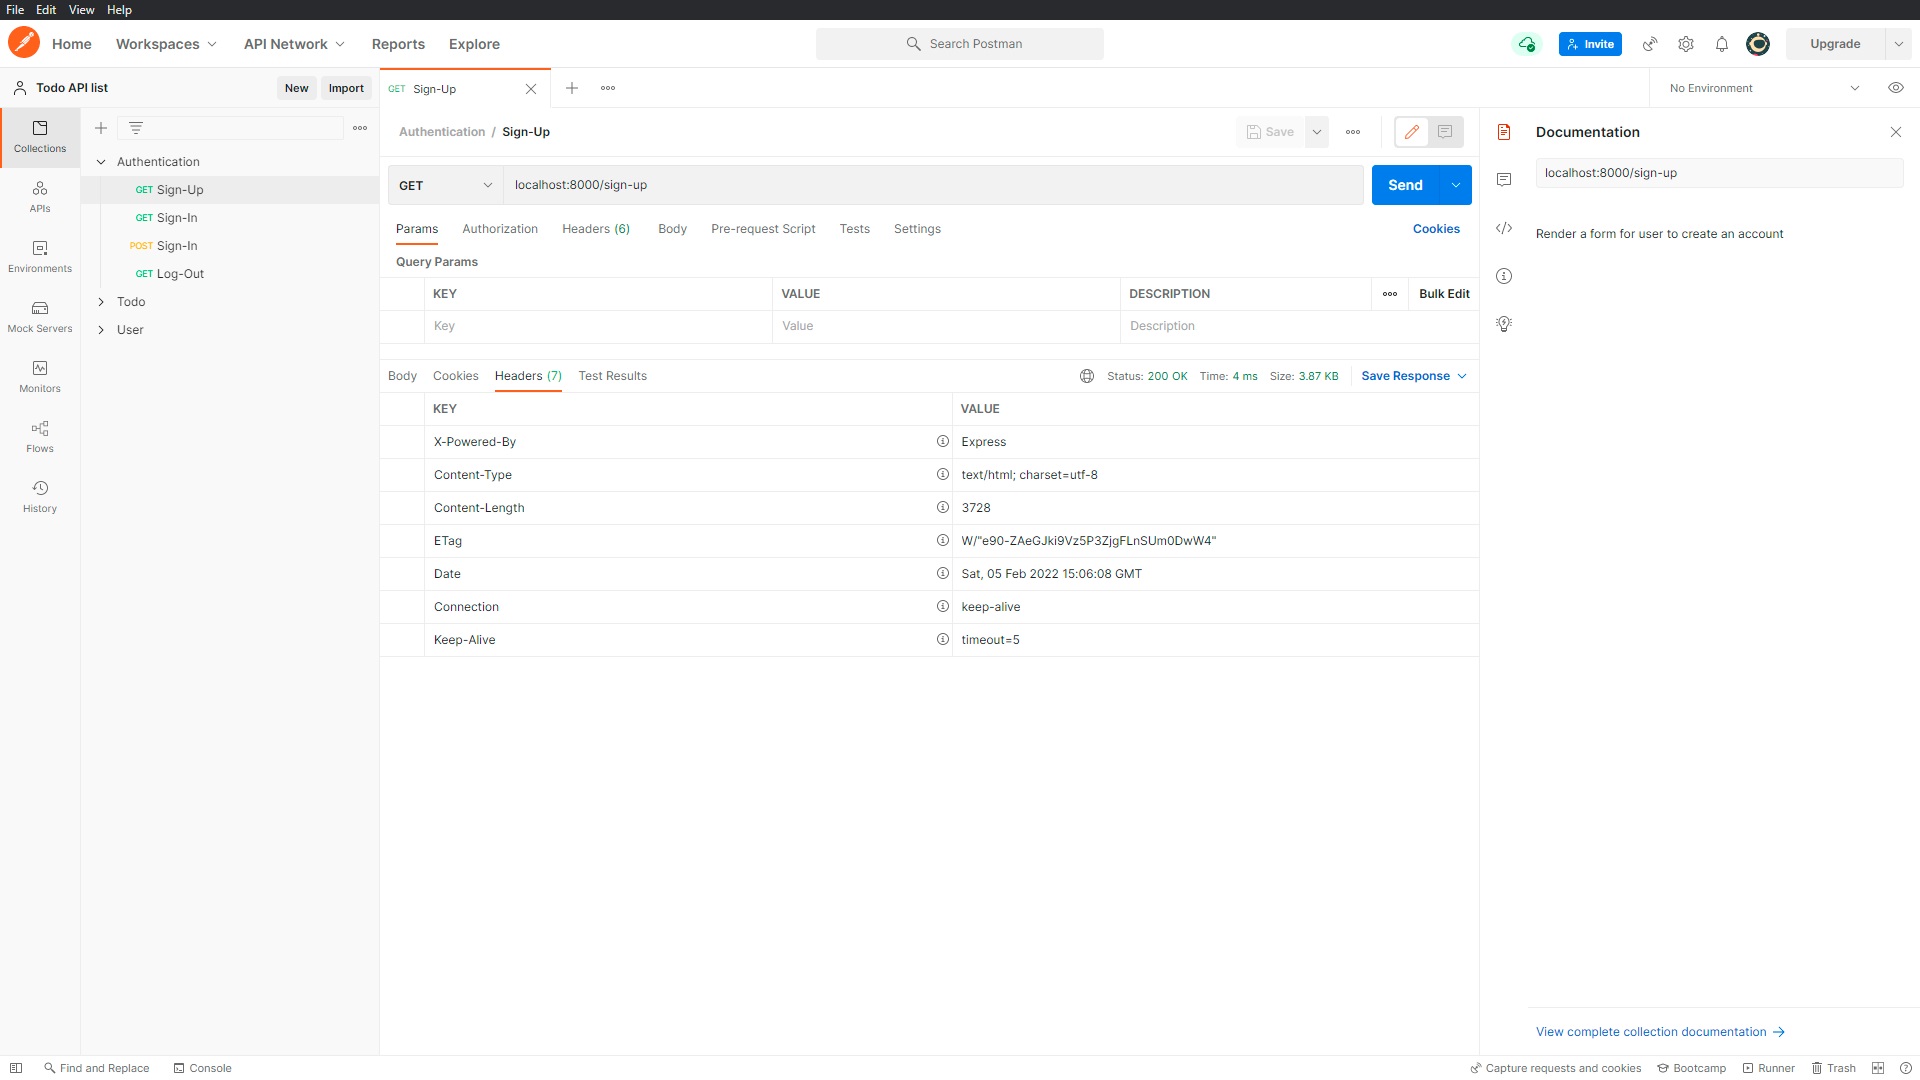 File Edit View Help
Home Workspaces API Network Reports Explore Search Postman Invite Upgrade
Todo API list New Import GET Sign-Up No Environment
Collections
APIs
Environments
Mock Servers
Monitors
Flows
History
Authentication
GET Sign-Up
GET Sign-In
POST Sign-In
GET Log-Out
Todo
User
Authentication / Sign-Up Save
GET localhost:8000/sign-up Send
Params Authorization Headers (6) Body Pre-request Script Tests Settings Cookies
Query Params
KEY VALUE DESCRIPTION Bulk Edit
Key Value Description
Body Cookies Headers (7) Test Results Status: 200 OK Time: 4 ms Size: 3.87 KB Save Response
KEY VALUE
X-Powered-By Express
Content-Type text/html; charset=utf-8
Content-Length 3728
ETag W/"e90-ZAeGJki9Vz5P3ZjgFLnSUm0DwW4"
Date Sat, 05 Feb 2022 15:06:08 GMT
Connection keep-alive
Keep-Alive timeout=5
Documentation
localhost:8000/sign-up
Render a form for user to create an account
View complete collection documentation →
Find and Replace Console Capture requests and cookies Bootcamp Runner Trash